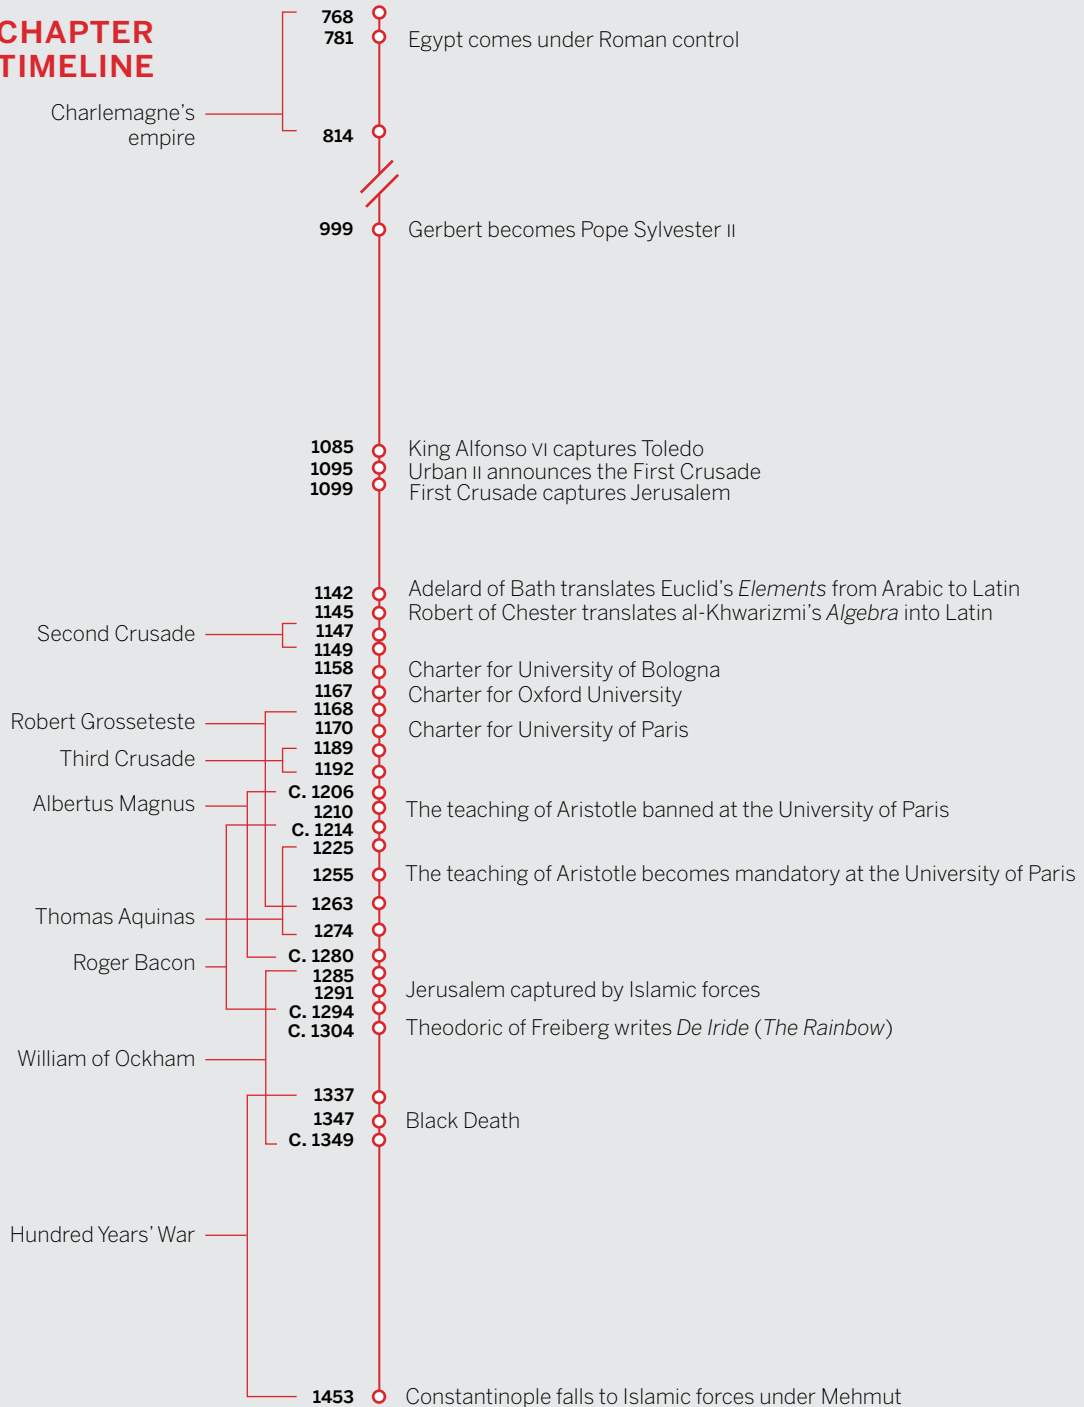 CHAPTER
TIMELINE
768
781 Egypt comes under Roman control
Charlemagne's
empire
814
999 Gerbert becomes Pope Sylvester II
1085 King Alfonso VI captures Toledo
1095 Urban II announces the First Crusade
1099 First Crusade captures Jerusalem
1142 Adelard of Bath translates Euclid's Elements from Arabic to Latin
1145 Robert of Chester translates al-Khwarizmi's Algebra into Latin
Second Crusade
1147
1149
1158 Charter for University of Bologna
1167 Charter for Oxford University
1168
Robert Grosseteste
1170 Charter for University of Paris
1189
Third Crusade
1192
C. 1206
Albertus Magnus
1210 The teaching of Aristotle banned at the University of Paris
C. 1214
1225
1255 The teaching of Aristotle becomes mandatory at the University of Paris
1263
Thomas Aquinas
1274
C. 1280
Roger Bacon
1285
1291 Jerusalem captured by Islamic forces
C. 1294
C. 1304 Theodoric of Freiberg writes De Iride (The Rainbow)
William of Ockham
1337
1347 Black Death
C. 1349
Hundred Years' War
1453 Constantinople falls to Islamic forces under Mehmut